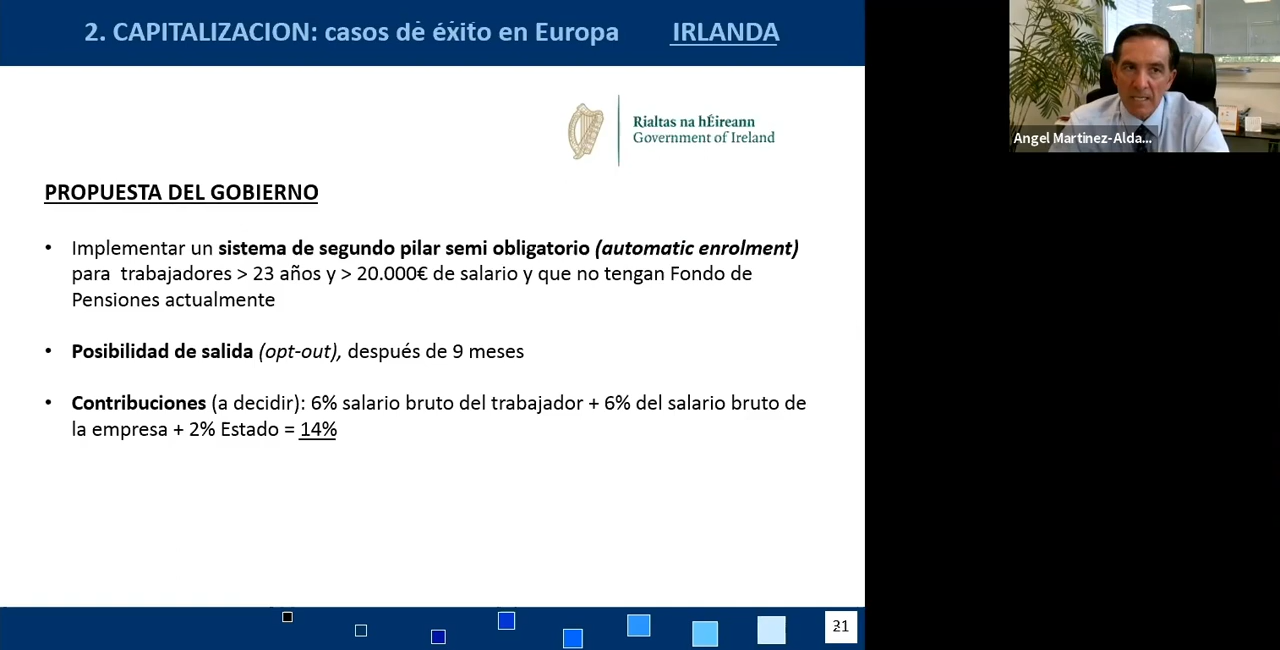 2. CAPITALIZACION: casos de éxito en Europa IRLANDA
Rialtas na hÉireann
Government of Ireland
Angel Martinez-Alda...
PROPUESTA DEL GOBIERNO
• Implementar un sistema de segundo pilar semi obligatorio (automatic enrolment)
para trabajadores > 23 años y > 20.000€ de salario y que no tengan Fondo de
Pensiones actualmente
• Posibilidad de salida (opt-out), después de 9 meses
• Contribuciones (a decidir): 6% salario bruto del trabajador + 6% del salario bruto de
la empresa + 2% Estado = 14%
21